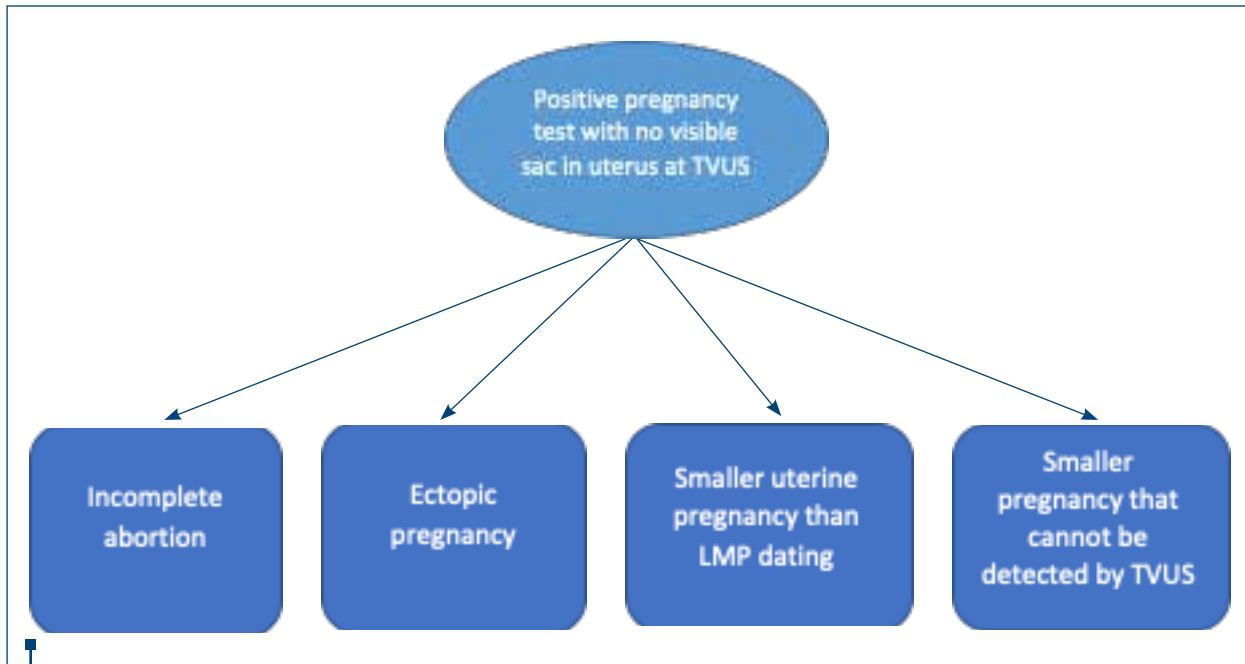 Positive pregnancy
test with no visible
sac in uterus at TVUS
Incomplete
abortion
Ectopic
pregnancy
Smaller uterine
pregnancy than
LMP dating
Smaller
pregnancy that
cannot be
detected by TVUS